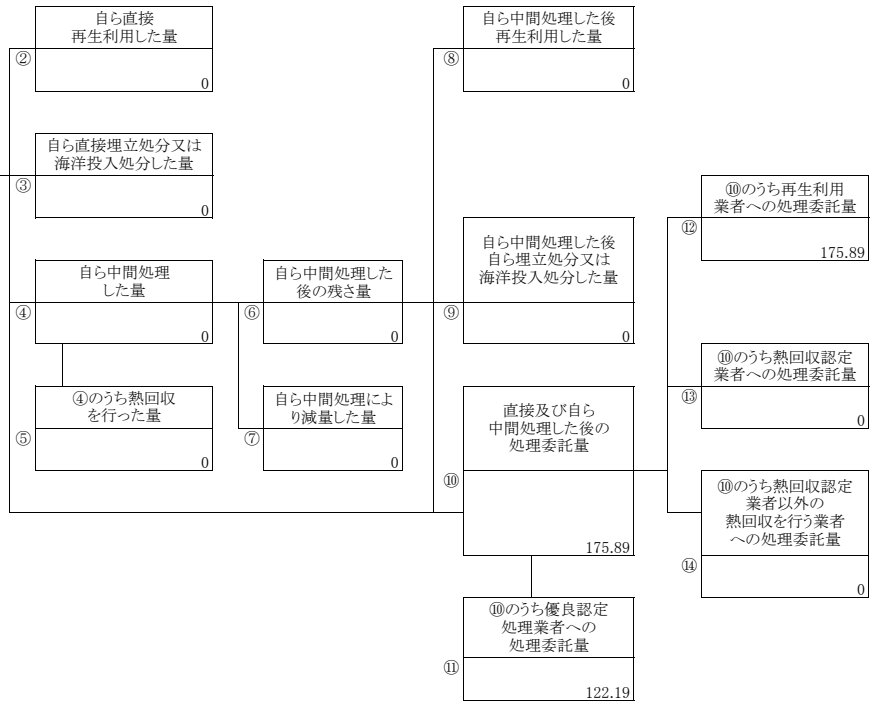 自ら直接
再生利用した量
②
0
自ら直接埋立処分又は
海洋投入処分した量
③
0
自ら中間処理
した量
④
0
④のうち熱回収
を行った量
⑤
0
自ら中間処理した
後の残さ量
⑥
0
自ら中間処理によ
り減量した量
⑦
0
自ら中間処理した後
再生利用した量
⑧
0
自ら中間処理した後
自ら埋立処分又は
海洋投入処分した量
⑨
0
直接及び自ら
中間処理した後の
処理委託量
⑩
175.89
⑩のうち優良認定
処理業者への
処理委託量
⑪
122.19
⑩のうち再生利用
業者への処理委託量
⑫
175.89
⑩のうち熱回収認定
業者への処理委託量
⑬
0
⑩のうち熱回収認定
業者以外の
熱回収を行う業者
への処理委託量
⑭
0